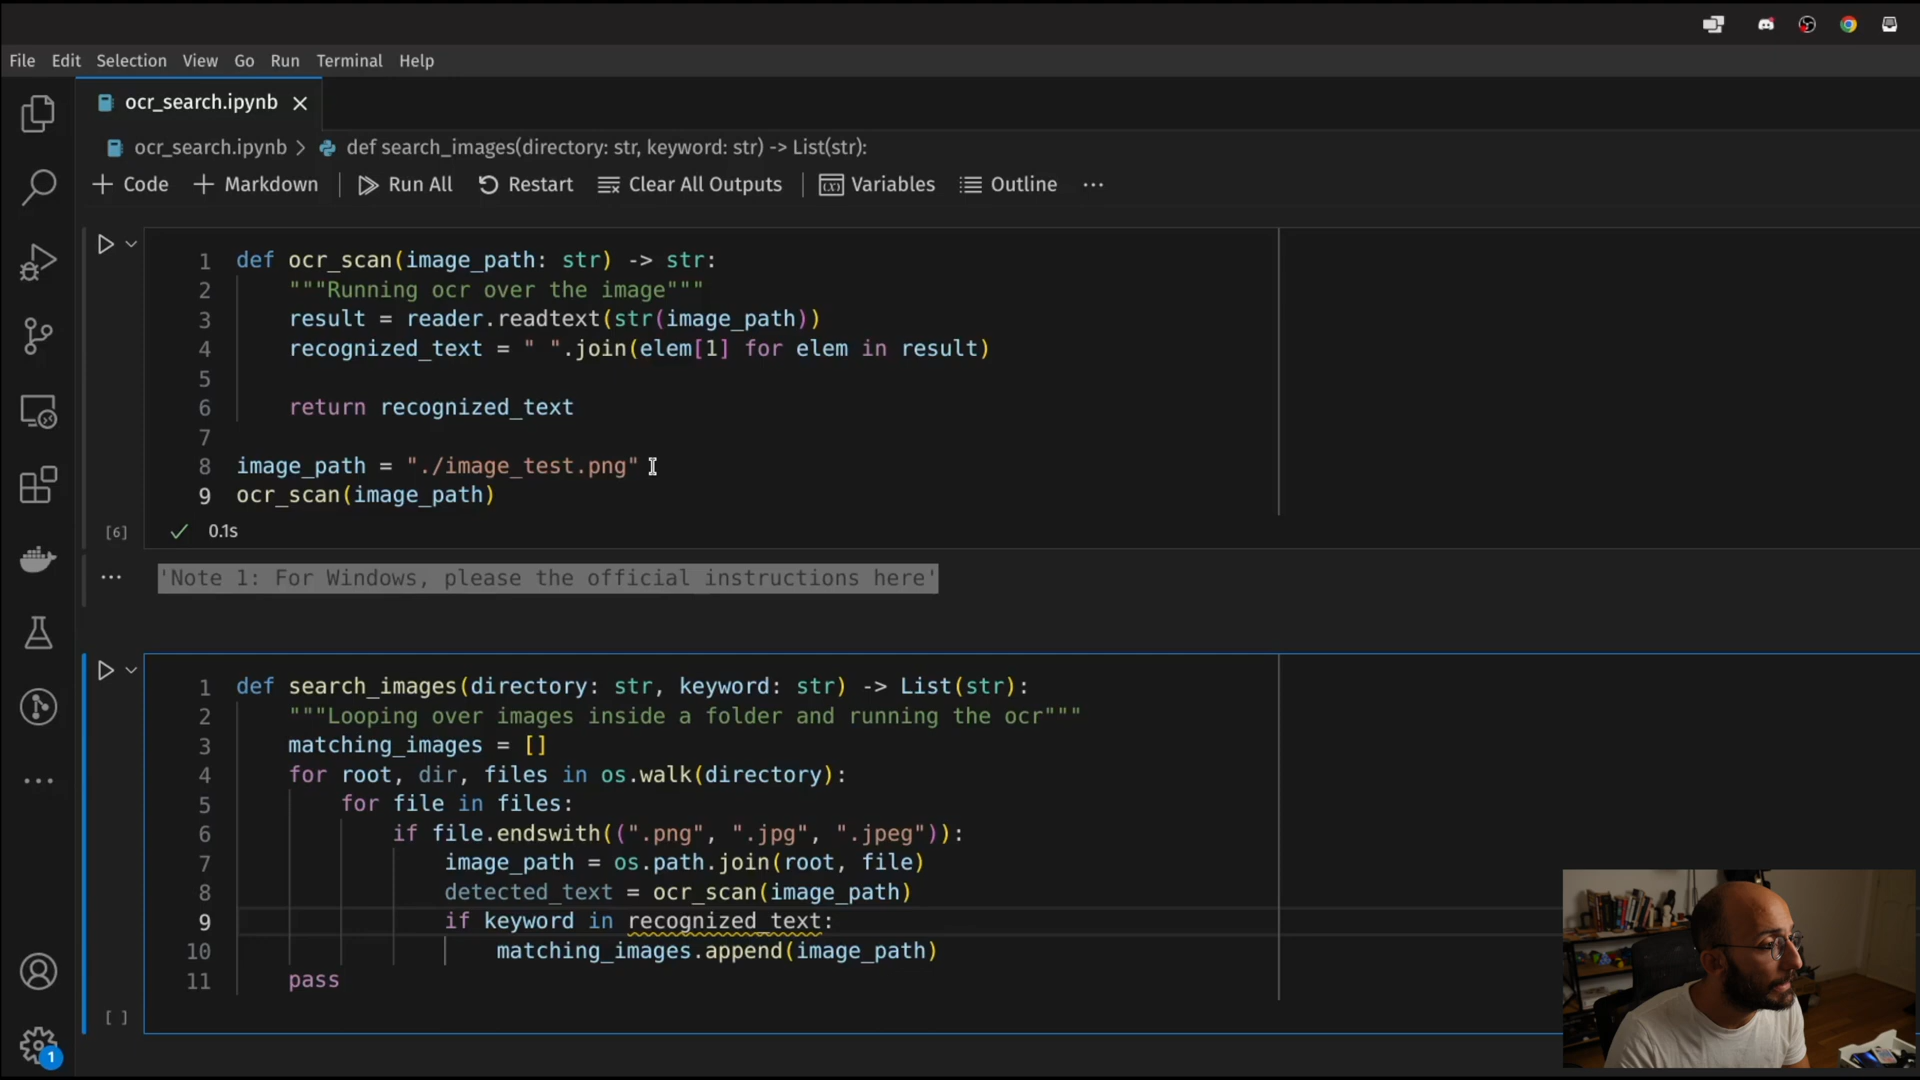 File Edit Selection View Go Run Terminal Help
ocr_search.ipynb
ocr_search.ipynb > def search_images(directory: str, keyword: str) -> List(str):
+ Code + Markdown Run All Restart Clear All Outputs Variables Outline ...
1 def ocr_scan(image_path: str) -> str:
2 """Running ocr over the image"""
3 result = reader.readtext(str(image_path))
4 recognized_text = " ".join(elem[1] for elem in result)
5
6 return recognized_text
7
8 image_path = "./image_test.png"
9 ocr_scan(image_path)
[6] 0.1s
... 'Note 1: For Windows, please the official instructions here'
1 def search_images(directory: str, keyword: str) -> List(str):
2 """Looping over images inside a folder and running the ocr"""
3 matching_images = []
4 for root, dir, files in os.walk(directory):
5 for file in files:
6 if file.endswith((".png", ".jpg", ".jpeg")):
7 image_path = os.path.join(root, file)
8 detected_text = ocr_scan(image_path)
9 if keyword in recognized_text:
10 matching_images.append(image_path)
11 pass
[ ]
1